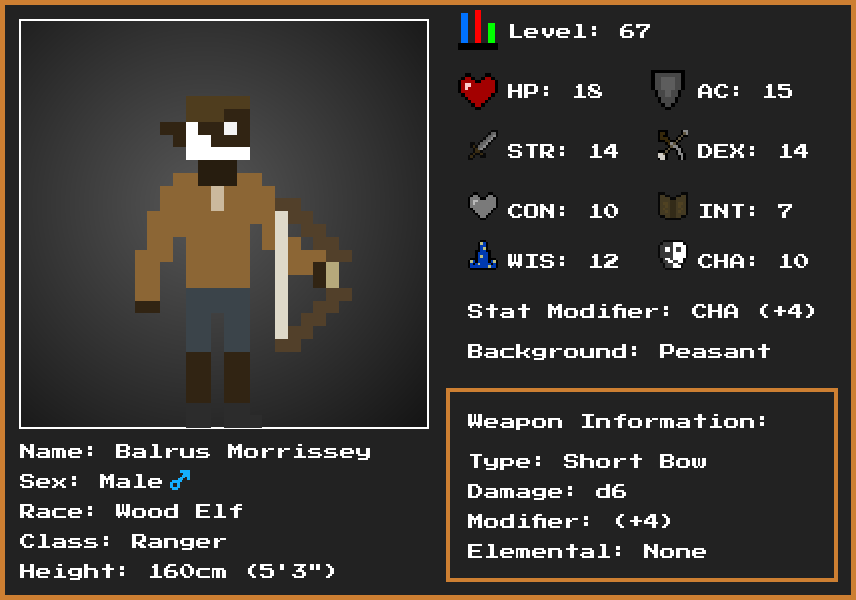 Level: 67
HP: 18 AC: 15
STR: 14 DEX: 14
CON: 10 INT: 7
WIS: 12 CHA: 10
Stat Modifier: CHA (+4)
Background: Peasant
Weapon Information:
Type: Short Bow
Damage: d6
Modifier: (+4)
Elemental: None
Name: Balrus Morrissey
Sex: Male♂
Race: Wood Elf
Class: Ranger
Height: 160cm (5'3")